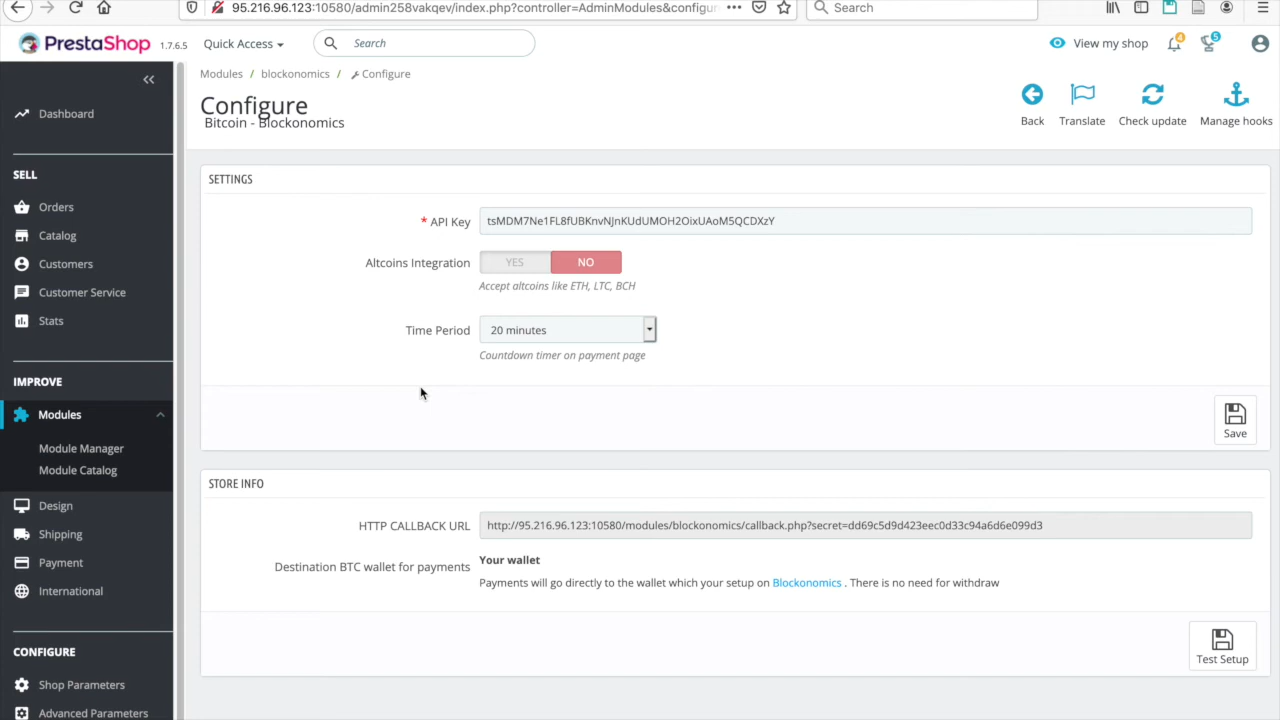 95.216.96.123:10580/admin258vakqev/index.php?controller=AdminModules&configur
Search
PrestaShop 1.7.6.5
Quick Access
Search
View my shop
4
5
Modules / blockonomics / Configure
Configure
Bitcoin - Blockonomics
Back
Translate
Check update
Manage hooks
Dashboard
SELL
Orders
Catalog
Customers
Customer Service
Stats
IMPROVE
Modules
Module Manager
Module Catalog
Design
Shipping
Payment
International
CONFIGURE
Shop Parameters
Advanced Parameters
SETTINGS
* API Key
tsMDM7Ne1FL8fUBKnvNJnKUdUMOH2OixUAoM5QCDXzY
Altcoins Integration
YES
NO
Accept altcoins like ETH, LTC, BCH
Time Period
20 minutes
Countdown timer on payment page
Save
STORE INFO
HTTP CALLBACK URL
http://95.216.96.123:10580/modules/blockonomics/callback.php?secret=dd69c5d9d423eec0d33c94a6d6e099d3
Destination BTC wallet for payments
Your wallet
Payments will go directly to the wallet which your setup on Blockonomics . There is no need for withdraw
Test Setup